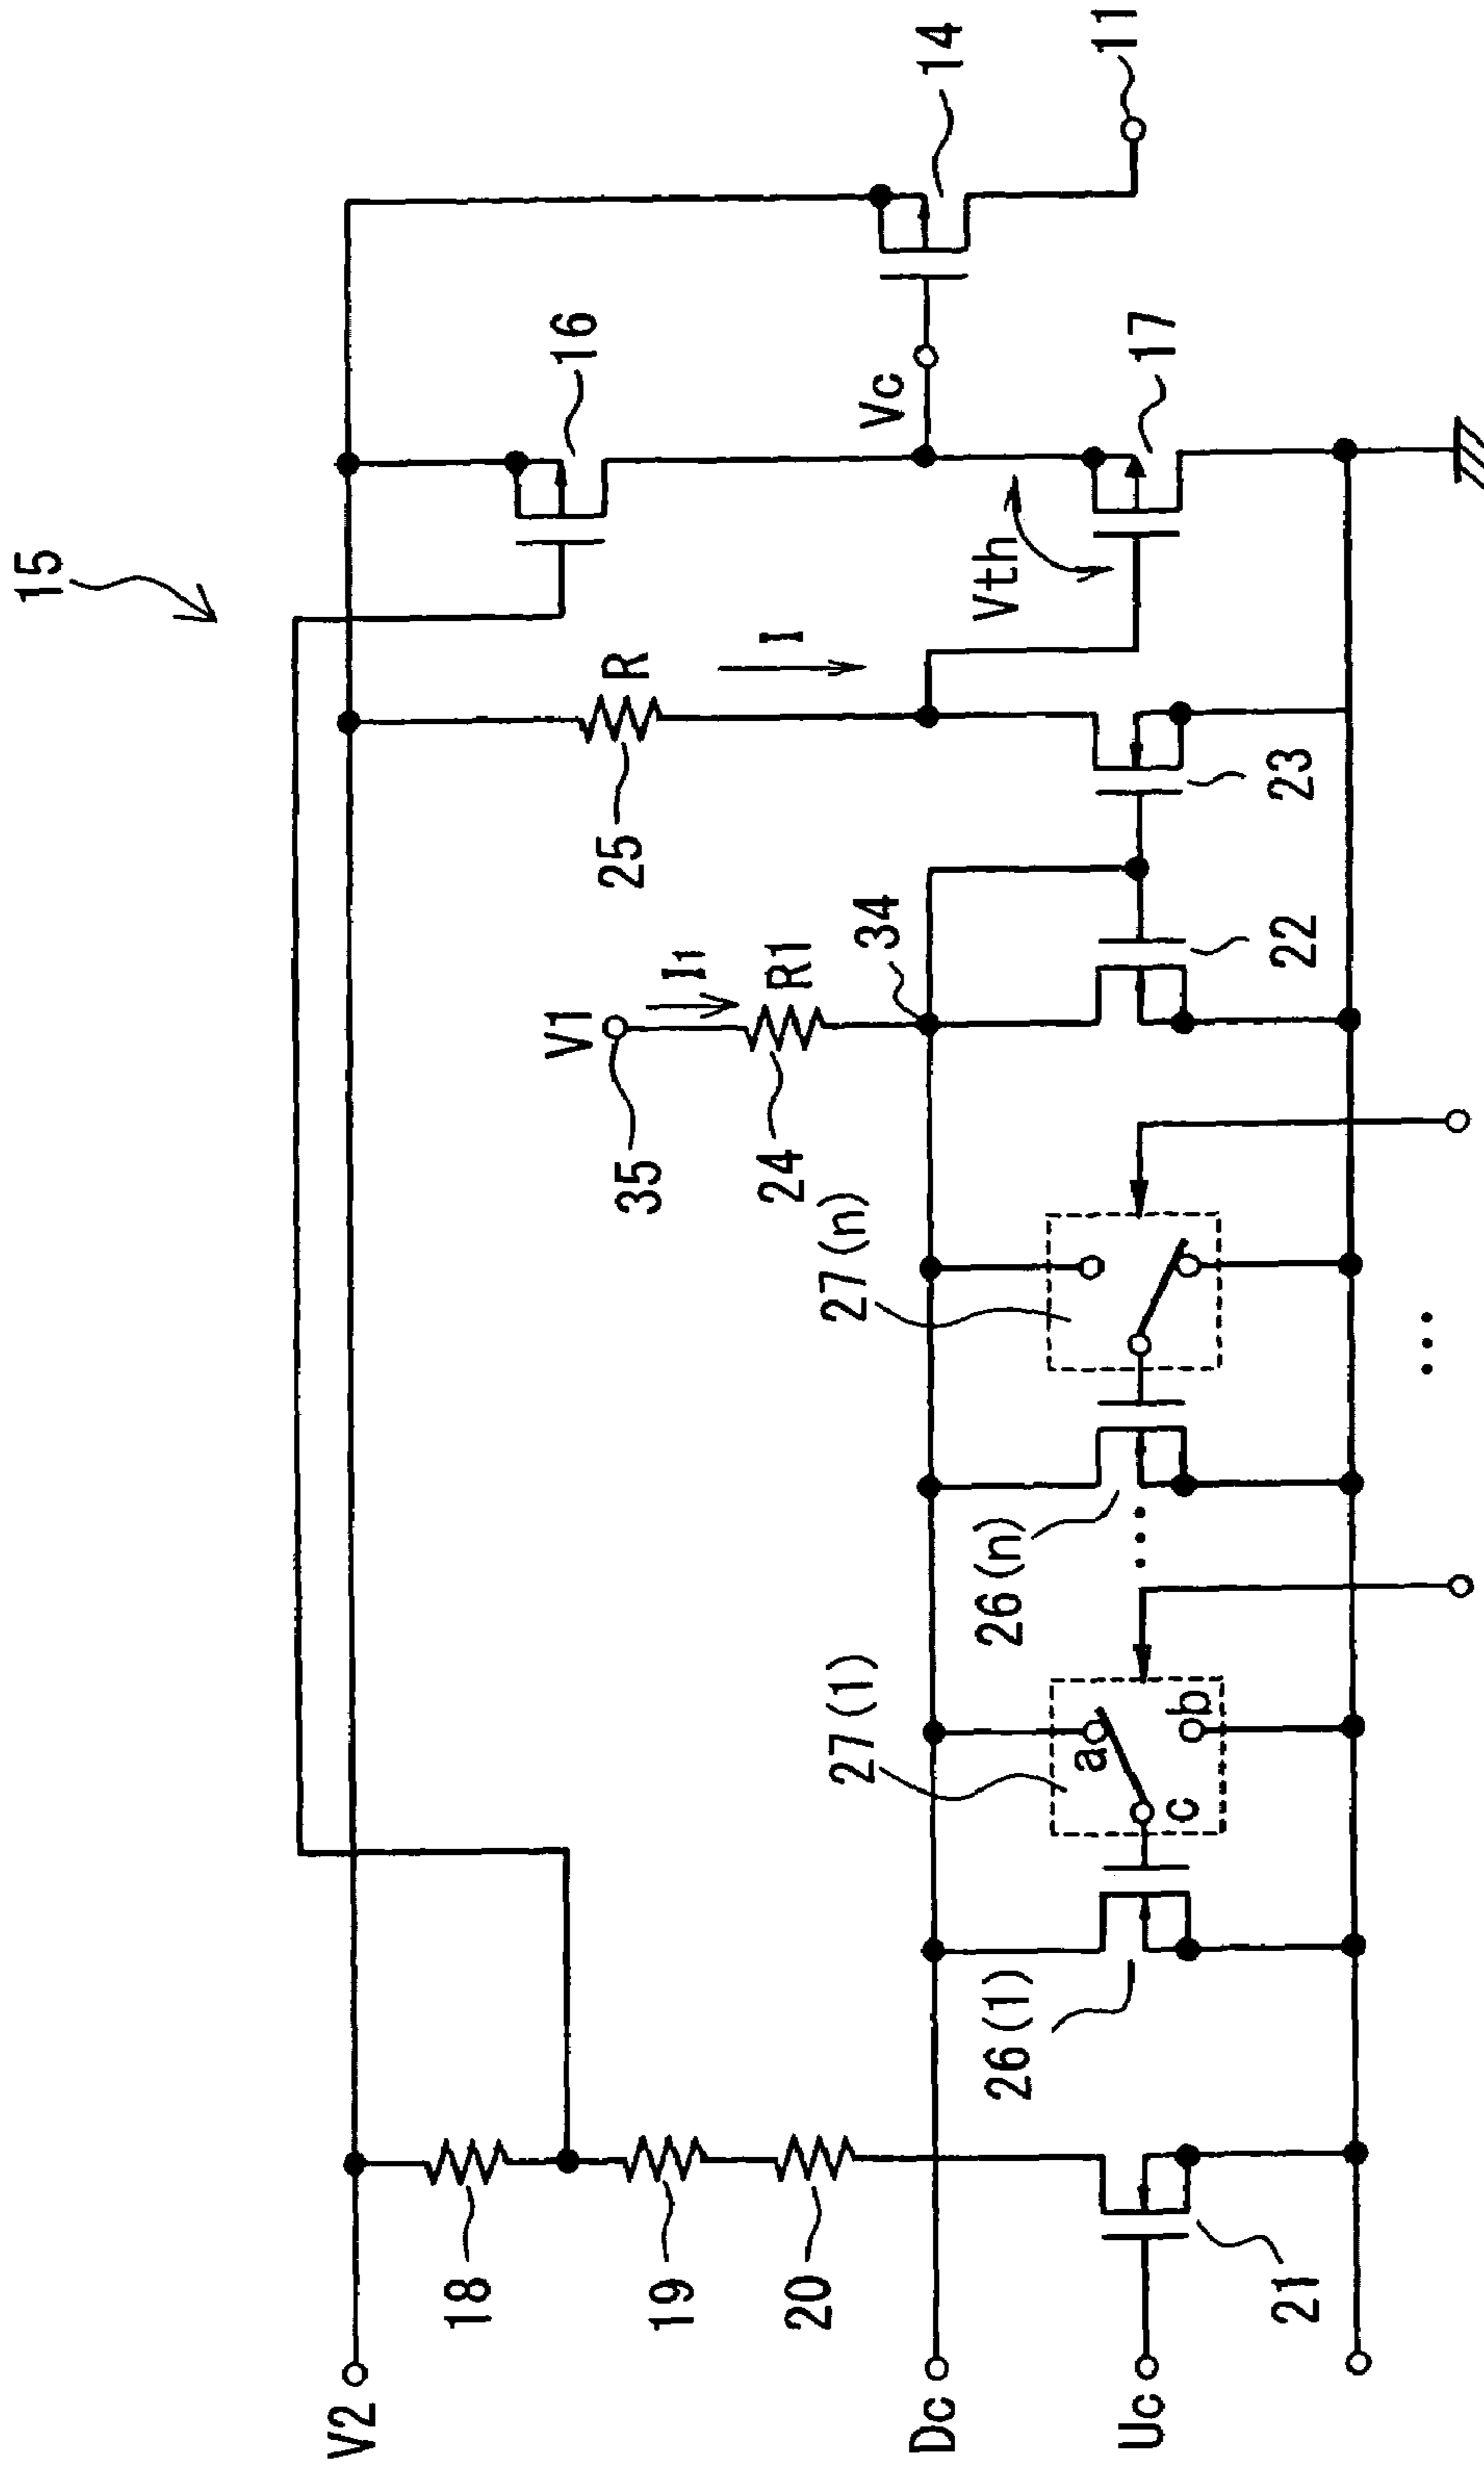 15
V2
18
19
20
Dc
Uc
21
26(1)
27(1)
a
b
c
26(n)
27(n)
...
...
V1
35
I1
24
R1
34
22
23
25
R
I
16
Vth
17
Vc
14
11